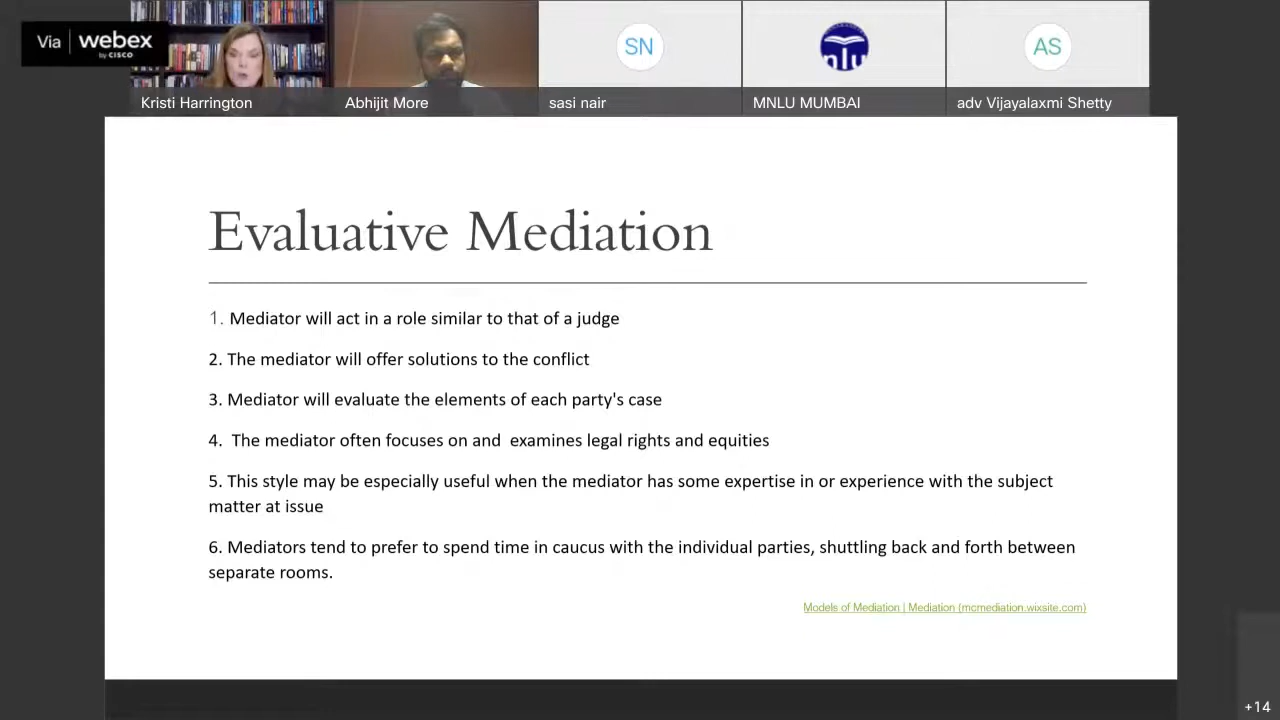 Via webex
by CISCO
SN
nlu
AS
Kristi Harrington
Abhijit More
sasi nair
MNLU MUMBAI
adv Vijayalaxmi Shetty
Evaluative Mediation
1. Mediator will act in a role similar to that of a judge
2. The mediator will offer solutions to the conflict
3. Mediator will evaluate the elements of each party's case
4.  The mediator often focuses on and  examines legal rights and equities
5. This style may be especially useful when the mediator has some expertise in or experience with the subject
matter at issue
6. Mediators tend to prefer to spend time in caucus with the individual parties, shuttling back and forth between
separate rooms.
Models of Mediation | Mediation (mcmediation.wixsite.com)
+14